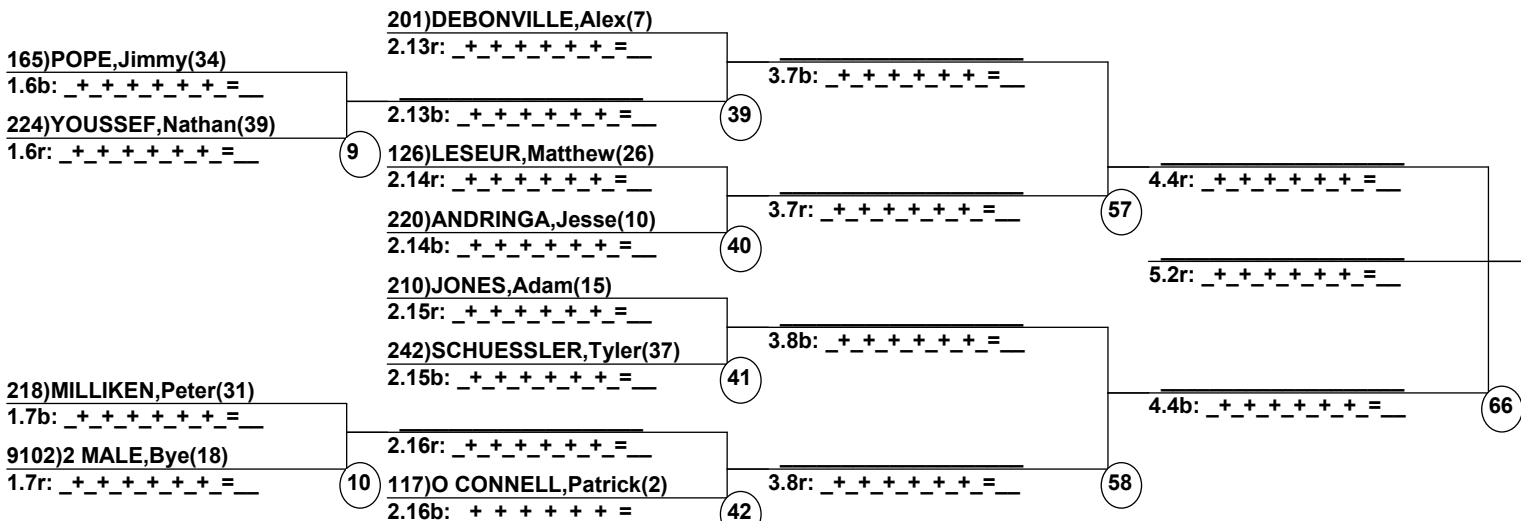 201)DEBONVILLE,Alex(7)
2.13r: _+_+_+_+_+_=__
165)POPE,Jimmy(34)
1.6b: _+_+_+_+_+_=__
3.7b: _+_+_+_+_+_=__
2.13b: _+_+_+_+_+_=__
39
224)YOUSSEF,Nathan(39)
1.6r: _+_+_+_+_+_=__
9
126)LESEUR,Matthew(26)
2.14r: _+_+_+_+_+_=__
4.4r: _+_+_+_+_+_=__
3.7r: _+_+_+_+_+_=__
57
220)ANDRINGA,Jesse(10)
2.14b: _+_+_+_+_+_=__
40
5.2r: _+_+_+_+_+_=__
210)JONES,Adam(15)
2.15r: _+_+_+_+_+_=__
3.8b: _+_+_+_+_+_=__
242)SCHUESSLER,Tyler(37)
2.15b: _+_+_+_+_+_=__
41
218)MILLIKEN,Peter(31)
1.7b: _+_+_+_+_+_=__
4.4b: _+_+_+_+_+_=__
66
2.16r: _+_+_+_+_+_=__
9102)2 MALE,Bye(18)
1.7r: _+_+_+_+_+_=__
10
117)O CONNELL,Patrick(2)
3.8r: _+_+_+_+_+_=__
58
2.16b: _+_+_+_+_+_=__
42